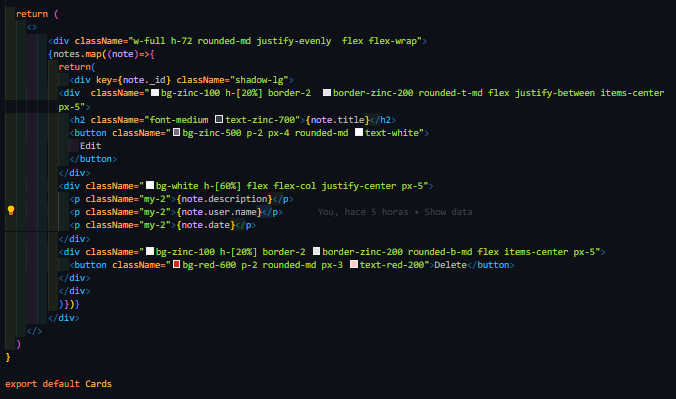 return (
<>
<div className="w-full h-72 rounded-md justify-evenly  flex flex-wrap">
{notes.map((note)=>{
return(
<div key={note._id} className="shadow-lg">
<div  className="bg-zinc-100 h-[20%] border-2  border-zinc-200 rounded-t-md flex justify-between items-center
px-5">
<h2 className="font-medium text-zinc-700">{note.title}</h2>
<button className="bg-zinc-500 p-2 px-4 rounded-md text-white">
Edit
</button>
</div>
<div className="bg-white h-[60%] flex flex-col justify-center px-5">
<p className="my-2">{note.description}</p>
<p className="my-2">{note.user.name}</p> You, hace 5 horas • Show data
<p className="my-2">{note.date}</p>
</div>
<div className="bg-zinc-100 h-[20%] border-2 border-zinc-200 rounded-b-md flex items-center px-5">
<button className="bg-red-600 p-2 rounded-md px-3 text-red-200">Delete</button>
</div>
</div>
)})}
</div>
</>
)
}
export default Cards